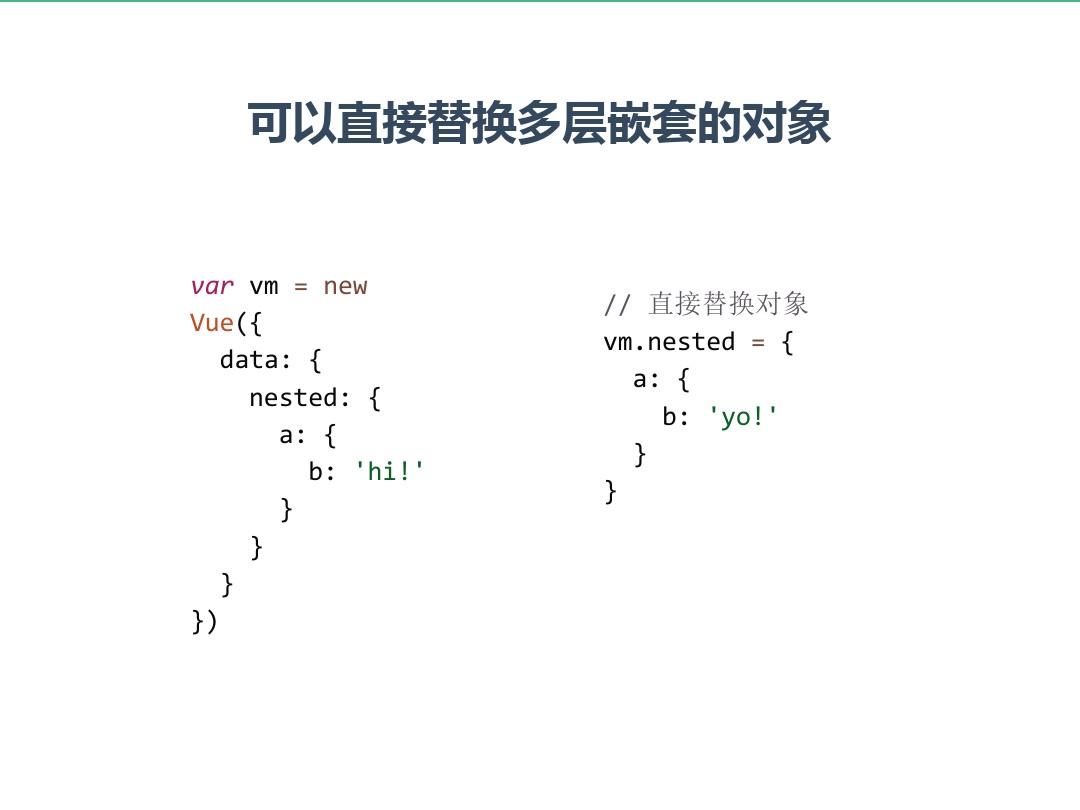 可以直接替换多层嵌套的对象
var vm = new
Vue({
  data: {
    nested: {
      a: {
        b: 'hi!'
      }
    }
  }
})
// 直接替换对象
vm.nested = {
  a: {
    b: 'yo!'
  }
}